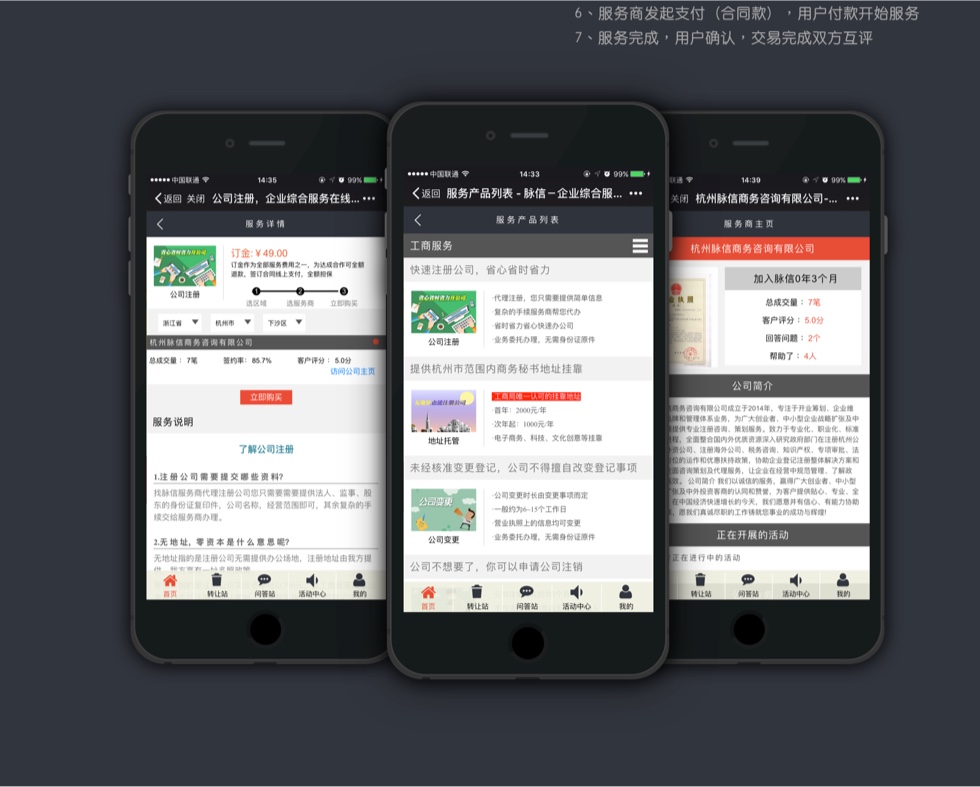 6、服务商发起支付（合同款），用户付款开始服务
7、服务完成，用户确认，交易完成双方互评
中国联通
14:35
99%
返回 关闭 公司注册，企业综合服务在线...
服务详情
订金: ¥ 49.00
订金作为全部服务费用之一，为达成合作可全额
退款，签订合同线上支付，全额担保
1 2 3
选区域 选服务商 立即购买
公司注册
浙江省 杭州市 下沙区
杭州脉信商务咨询有限公司
总成交量： 7笔 签约率： 85.7% 客户评分： 5.0分
访问公司主页
立即购买
服务说明
了解公司注册
1.注册公司需要提交哪些资料?
找脉信服务商代理注册公司您只需要需要提供法人、监事、股
东的身份证复印件，公司名称，经营范围即可，其余复杂的手
续交给服务商办理。
2.无地址，零资本是什么意思呢?
无地址指的是注册公司无需提供办公场地，注册地址由我方提
首页 转让站 问答站 活动中心 我的
中国联通
14:33
99%
返回 服务产品列表 - 脉信－企业综合服...
服务产品列表
工商服务
快速注册公司，省心省时省力
公司注册
·代理注册，您只需要提供简单信息
·复杂的手续服务商帮您代办
·省时省力省心快速办公司
·业务委托办理，无需身份证原件
提供杭州市范围内商务秘书地址挂靠
地址托管
·工商局唯一认可的挂靠地址
·首年：2000元/年
·次年起：1000元/年
·电子商务、科技、文化创意等挂靠
未经核准变更登记，公司不得擅自改变登记事项
公司变更
公司变更
·公司变更时长由变更事项而定
·一般约为6-15个工作日
·营业执照上的信息均可变更
·业务委托办理，无需身份证原件
公司不想要了，你可以申请公司注销
首页 转让站 问答站 活动中心 我的
联通
14:39
99%
关闭 杭州脉信商务咨询有限公司-...
服务商主页
杭州脉信商务咨询有限公司
加入脉信0年3个月
总成交量： 7笔
客户评分： 5.0分
回答问题： 2个
帮助了： 4人
公司简介
商务咨询有限公司成立于2014年，专注于开业筹划、企业维
牌和管理体系业务，为广大创业者、中小型企业战略扩张及中
提供专业注册咨询、策划服务。致力于专业化、职业化、标准
程，全面整合国内外优质资源深入研究政府部门在注册杭州公
资公司、注册海外公司、税务咨询、知识产权、专项审批、法
位的运作和优惠扶持政策，协助企业登记注册整体解决方案和
面咨询策划及代理服务，让企业在经营中规范管理、了解政
效。 公司简介 我们以诚信的服务，赢得广大创业者、中小型
张及中外投资客商的认同和赞誉，为客户提供贴心、专业、全
在中国经济快速增长的今天，我们愿意并有信心、有能力协助
，愿我们真诚尽职的工作铸就您事业的成功与辉煌!
正在开展的活动
正在进行中的活动
转让站 问答站 活动中心 我的